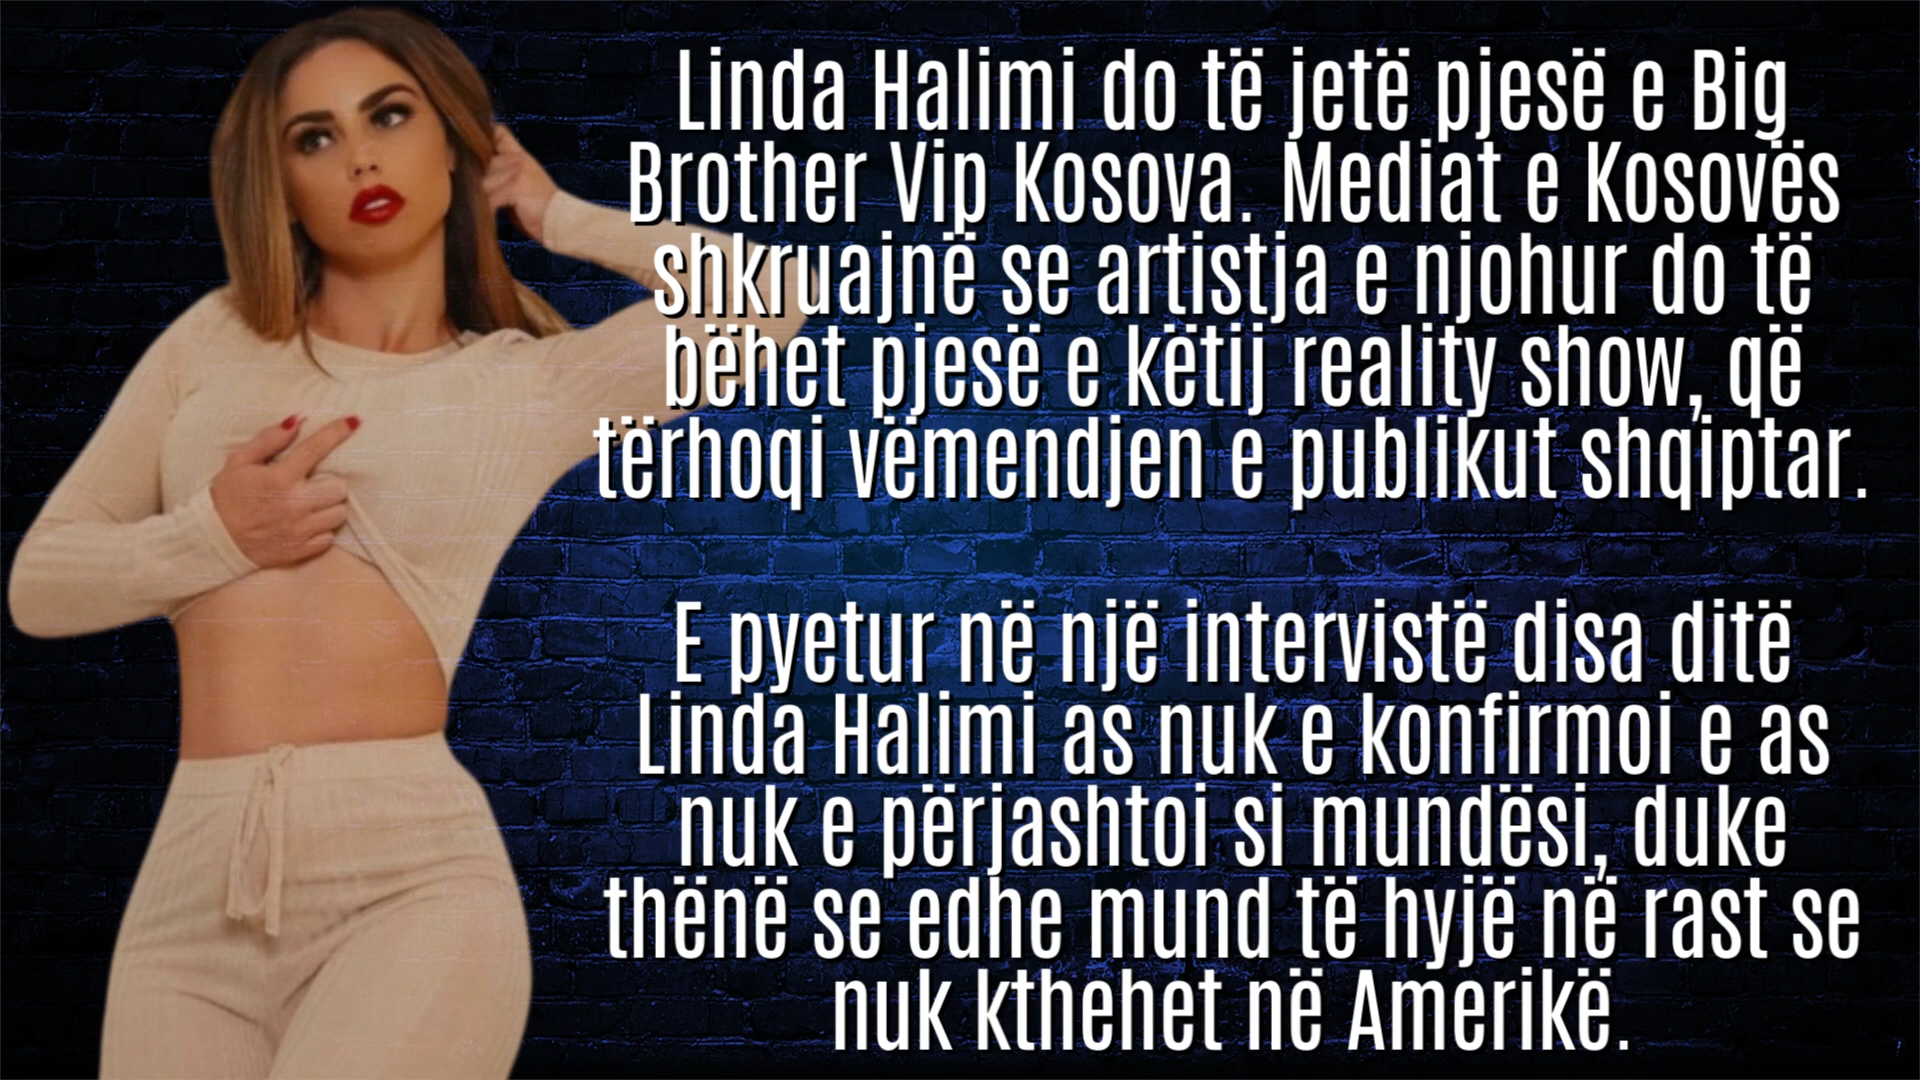 Linda Halimi do të jetë pjesë e Big
Brother Vip Kosova. Mediat e Kosovës
shkruajnë se artistja e njohur do të
bëhet pjesë e këtij reality show, që
tërhoqi vëmendjen e publikut shqiptar.
E pyetur në një intervistë disa ditë
Linda Halimi as nuk e konfirmoi e as
nuk e përjashtoi si mundësi, duke
thënë se edhe mund të hyjë në rast se
nuk kthehet në Amerikë.